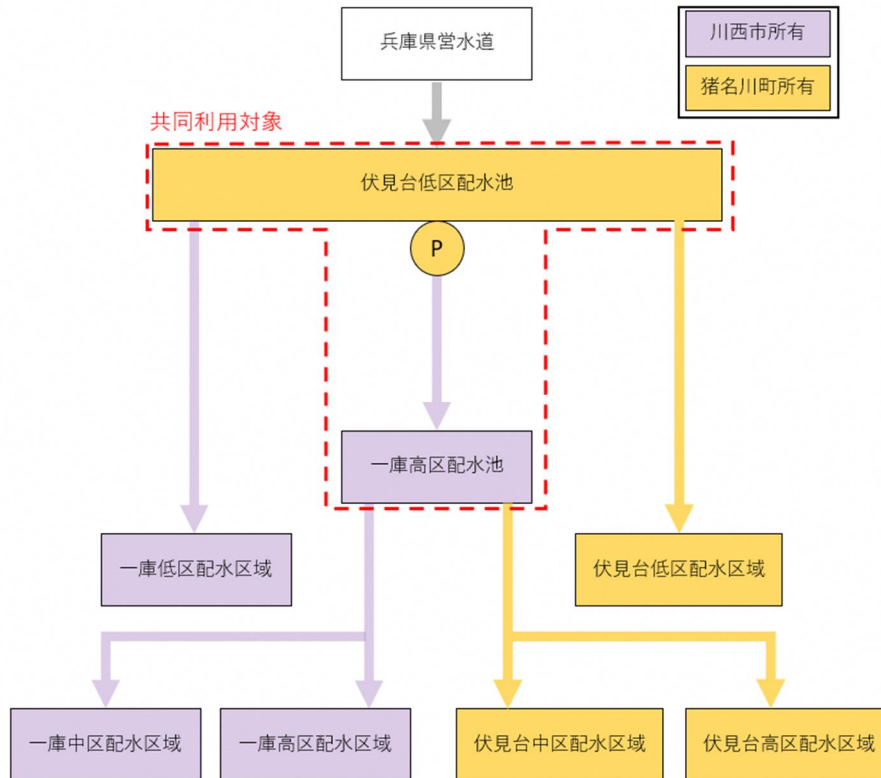 兵庫県営水道
川西市所有
猪名川町所有
共同利用対象
伏見台低区配水池
P
一庫高区配水池
一庫低区配水区域
伏見台低区配水区域
一庫中区配水区域
一庫高区配水区域
伏見台中区配水区域
伏見台高区配水区域